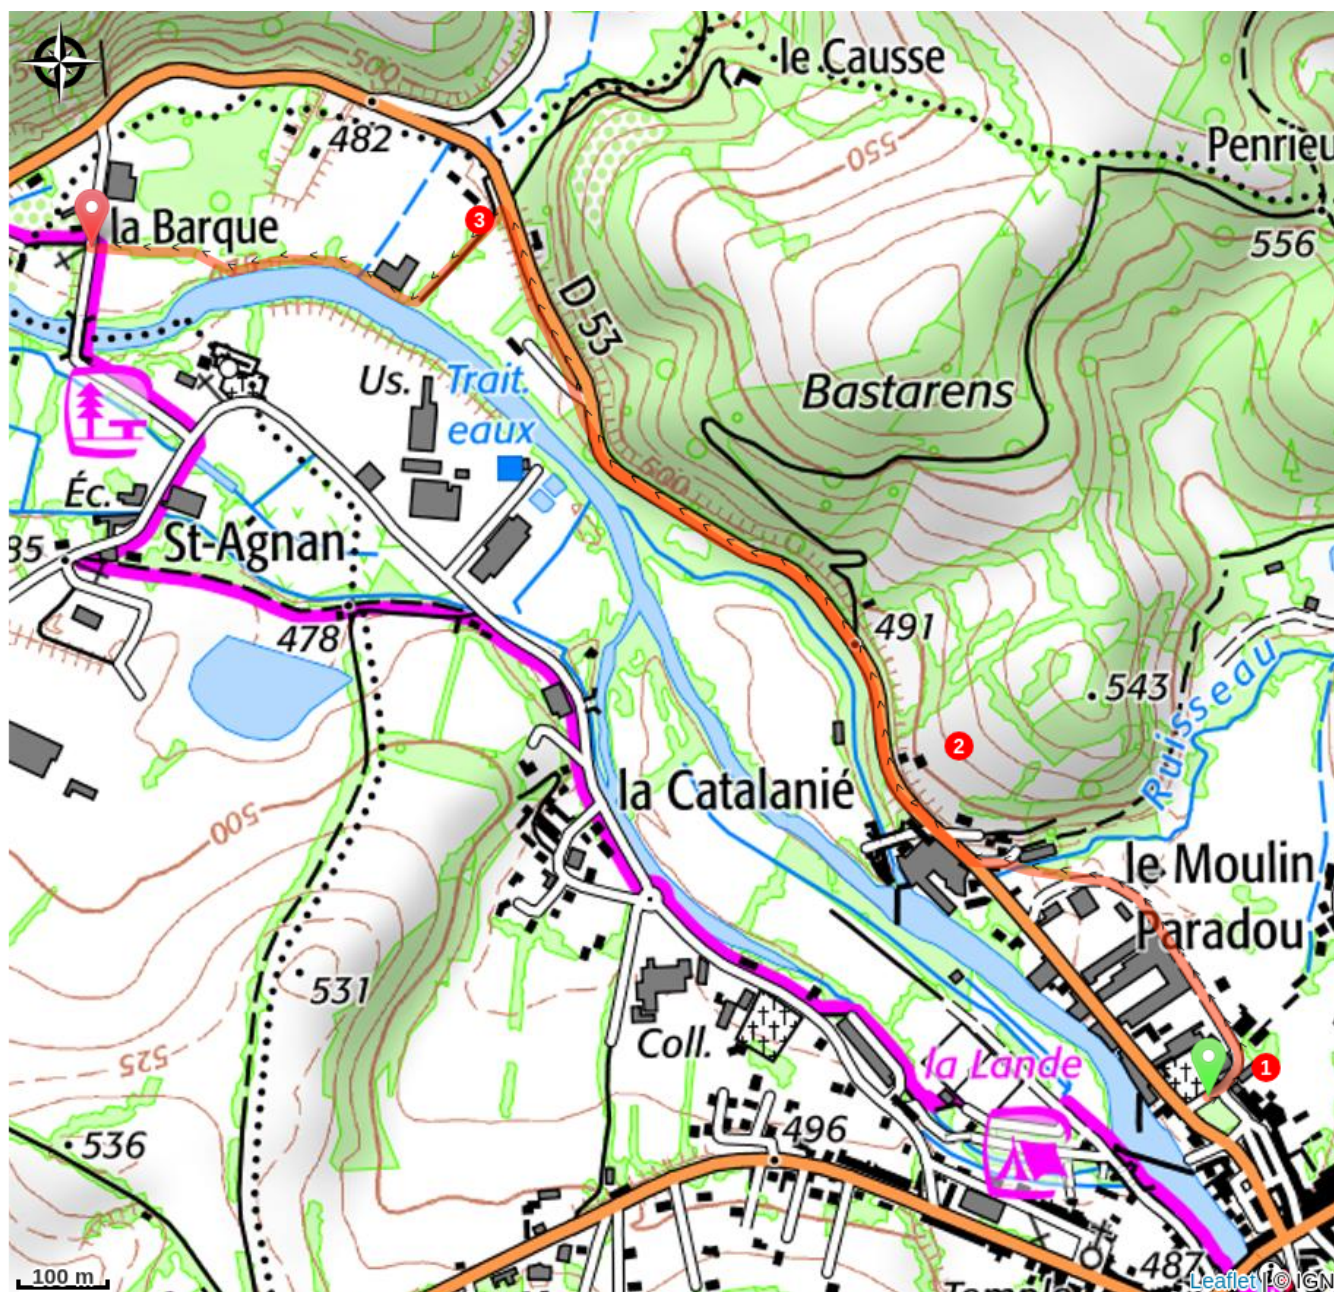 le Causse
500
482
550
Penrieu
la Barque
3
556
D 53
Us.
Trait.
eaux
Bastarens
500
Éc.
St-Agnan
35
491
478
543
Ruisseau
2
la Catalanié
500
le Moulin
Paradou
531
525
Coll.
la Lande
1
496
536
487
100 m
Leaflet | © IGN